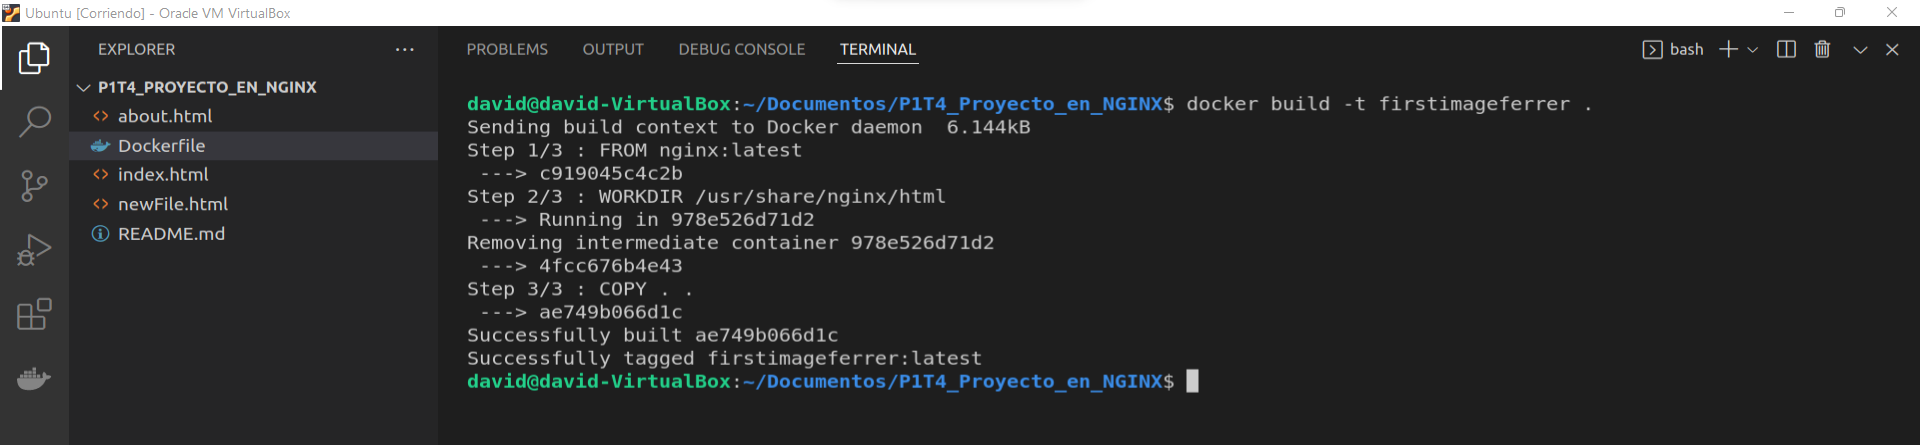 Ubuntu [Corriendo] - Oracle VM VirtualBox
EXPLORER
P1T4_PROYECTO_EN_NGINX
about.html
Dockerfile
index.html
newFile.html
README.md
PROBLEMS OUTPUT DEBUG CONSOLE TERMINAL
bash
david@david-VirtualBox:~/Documentos/P1T4_Proyecto_en_NGINX$ docker build -t firstimageferrer .
Sending build context to Docker daemon  6.144kB
Step 1/3 : FROM nginx:latest
 ---> c919045c4c2b
Step 2/3 : WORKDIR /usr/share/nginx/html
 ---> Running in 978e526d71d2
Removing intermediate container 978e526d71d2
 ---> 4fcc676b4e43
Step 3/3 : COPY . .
 ---> ae749b066d1c
Successfully built ae749b066d1c
Successfully tagged firstimageferrer:latest
david@david-VirtualBox:~/Documentos/P1T4_Proyecto_en_NGINX$